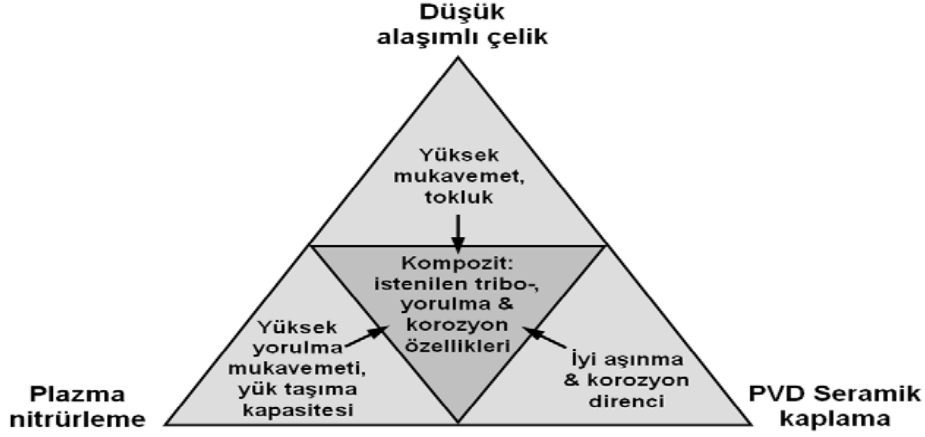 Düşük
alaşımlı çelik
Yüksek
mukavemet,
tokluk
Kompozit:
istenilen tribo-,
yorulma &
korozyon
özellikleri
Yüksek
yorulma
mukavemeti,
yük taşıma
kapasitesi
İyi aşınma
& korozyon
direnci
Plazma
nitrürleme
PVD Seramik
kaplama